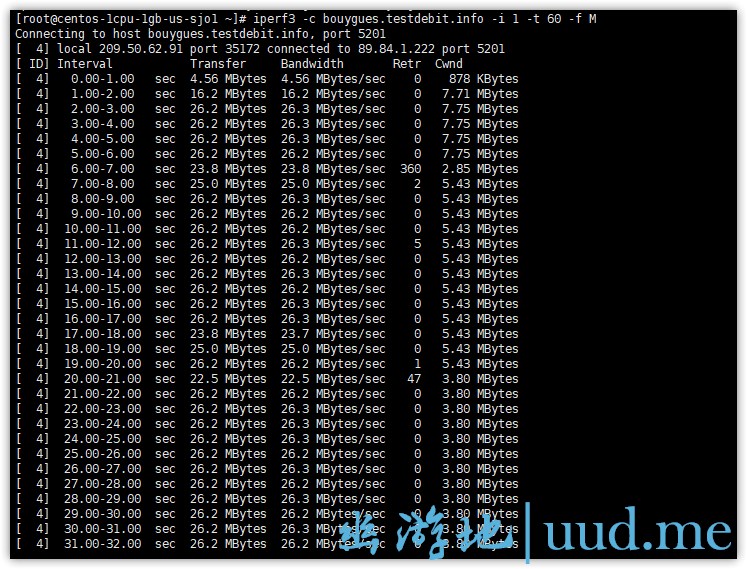 [root@centos-1cpu-1gb-us-sjo1 ~]# iperf3 -c bouygues.testdebit.info -i 1 -t 60 -f M
Connecting to host bouygues.testdebit.info, port 5201
[  4] local 209.50.62.91 port 35172 connected to 89.84.1.222 port 5201
[ ID] Interval           Transfer     Bandwidth       Retr  Cwnd
[  4]   0.00-1.00   sec  4.56 MBytes  4.56 MBytes/sec    0    878 KBytes
[  4]   1.00-2.00   sec  16.2 MBytes  16.2 MBytes/sec    0   7.71 MBytes
[  4]   2.00-3.00   sec  26.2 MBytes  26.3 MBytes/sec    0   7.75 MBytes
[  4]   3.00-4.00   sec  26.2 MBytes  26.3 MBytes/sec    0   7.75 MBytes
[  4]   4.00-5.00   sec  26.2 MBytes  26.2 MBytes/sec    0   7.75 MBytes
[  4]   5.00-6.00   sec  26.2 MBytes  26.2 MBytes/sec    0   7.75 MBytes
[  4]   6.00-7.00   sec  23.8 MBytes  23.8 MBytes/sec  360   2.85 MBytes
[  4]   7.00-8.00   sec  25.0 MBytes  25.0 MBytes/sec    2   5.43 MBytes
[  4]   8.00-9.00   sec  26.2 MBytes  26.3 MBytes/sec    0   5.43 MBytes
[  4]   9.00-10.00  sec  26.2 MBytes  26.2 MBytes/sec    0   5.43 MBytes
[  4]  10.00-11.00  sec  26.2 MBytes  26.2 MBytes/sec    0   5.43 MBytes
[  4]  11.00-12.00  sec  26.2 MBytes  26.3 MBytes/sec    5   5.43 MBytes
[  4]  12.00-13.00  sec  26.2 MBytes  26.2 MBytes/sec    0   5.43 MBytes
[  4]  13.00-14.00  sec  26.2 MBytes  26.3 MBytes/sec    0   5.43 MBytes
[  4]  14.00-15.00  sec  26.2 MBytes  26.2 MBytes/sec    0   5.43 MBytes
[  4]  15.00-16.00  sec  26.2 MBytes  26.3 MBytes/sec    0   5.43 MBytes
[  4]  16.00-17.00  sec  26.2 MBytes  26.2 MBytes/sec    0   5.43 MBytes
[  4]  17.00-18.00  sec  23.8 MBytes  23.7 MBytes/sec    0   5.43 MBytes
[  4]  18.00-19.00  sec  25.0 MBytes  25.0 MBytes/sec    0   5.43 MBytes
[  4]  19.00-20.00  sec  26.2 MBytes  26.2 MBytes/sec    1   5.43 MBytes
[  4]  20.00-21.00  sec  22.5 MBytes  22.5 MBytes/sec   47   3.80 MBytes
[  4]  21.00-22.00  sec  26.2 MBytes  26.2 MBytes/sec    0   3.80 MBytes
[  4]  22.00-23.00  sec  26.2 MBytes  26.3 MBytes/sec    0   3.80 MBytes
[  4]  23.00-24.00  sec  26.2 MBytes  26.3 MBytes/sec    0   3.80 MBytes
[  4]  24.00-25.00  sec  26.2 MBytes  26.3 MBytes/sec    0   3.80 MBytes
[  4]  25.00-26.00  sec  26.2 MBytes  26.2 MBytes/sec    0   3.80 MBytes
[  4]  26.00-27.00  sec  26.2 MBytes  26.3 MBytes/sec    0   3.80 MBytes
[  4]  27.00-28.00  sec  26.2 MBytes  26.2 MBytes/sec    0   3.80 MBytes
[  4]  28.00-29.00  sec  26.2 MBytes  26.3 MBytes/sec    0   3.80 MBytes
[  4]  29.00-30.00  sec  26.2 MBytes  26.2 MBytes/sec    0   3.80 MBytes
[  4]  30.00-31.00  sec  26.2 MBytes  26.3 MBytes/sec    3.80 MBytes
[  4]  31.00-32.00  sec  26.2 MBytes  26.2 MBytes/sec    0   3.80 MBytes
幽游地|uud.me